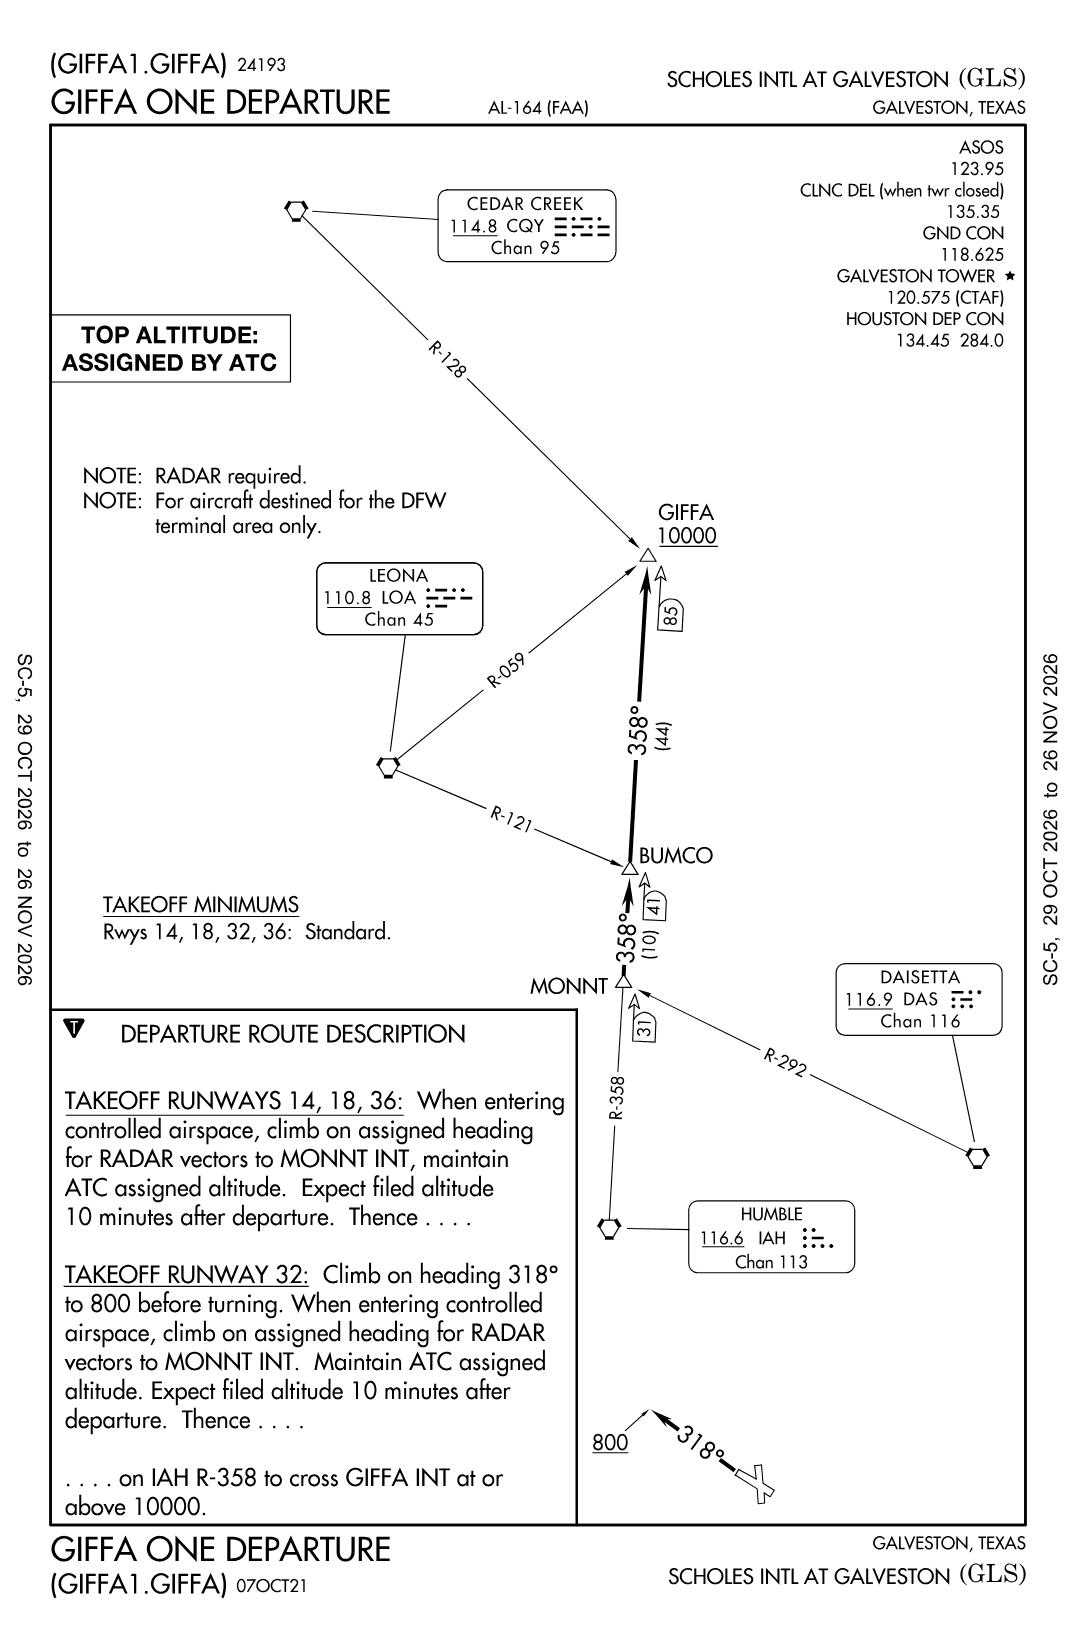 (GIFFA1.GIFFA) 24193
GIFFA ONE DEPARTURE
AL-164 (FAA)
SCHOLES INTL AT GALVESTON (GLS)
GALVESTON, TEXAS
ASOS
123.95
CLNC DEL (when twr closed)
135.35
GND CON
118.625
GALVESTON TOWER ★
120.575 (CTAF)
HOUSTON DEP CON
134.45 284.0
CEDAR CREEK
114.8 CQY
Chan 95
TOP ALTITUDE:
ASSIGNED BY ATC
R-128
NOTE: RADAR required.
NOTE: For aircraft destined for the DFW
terminal area only.
GIFFA
10000
LEONA
110.8 LOA
Chan 45
85
R-059
358°
(44)
R-121
BUMCO
41
358°
(10)
TAKEOFF MINIMUMS
Rwys 14, 18, 32, 36: Standard.
MONNT
31
DAISETTA
116.9 DAS
Chan 116
R-292
R-358
HUMBLE
116.6 IAH
Chan 113
T
DEPARTURE ROUTE DESCRIPTION
TAKEOFF RUNWAYS 14, 18, 36: When entering
controlled airspace, climb on assigned heading
for RADAR vectors to MONNT INT, maintain
ATC assigned altitude. Expect filed altitude
10 minutes after departure. Thence . . . .
TAKEOFF RUNWAY 32: Climb on heading 318°
to 800 before turning. When entering controlled
airspace, climb on assigned heading for RADAR
vectors to MONNT INT. Maintain ATC assigned
altitude. Expect filed altitude 10 minutes after
departure. Thence . . . .
. . . . on IAH R-358 to cross GIFFA INT at or
above 10000.
800
318°
SC-5, 29 OCT 2026 to 26 NOV 2026
SC-5, 29 OCT 2026 to 26 NOV 2026
GIFFA ONE DEPARTURE
(GIFFA1.GIFFA) 07OCT21
GALVESTON, TEXAS
SCHOLES INTL AT GALVESTON (GLS)